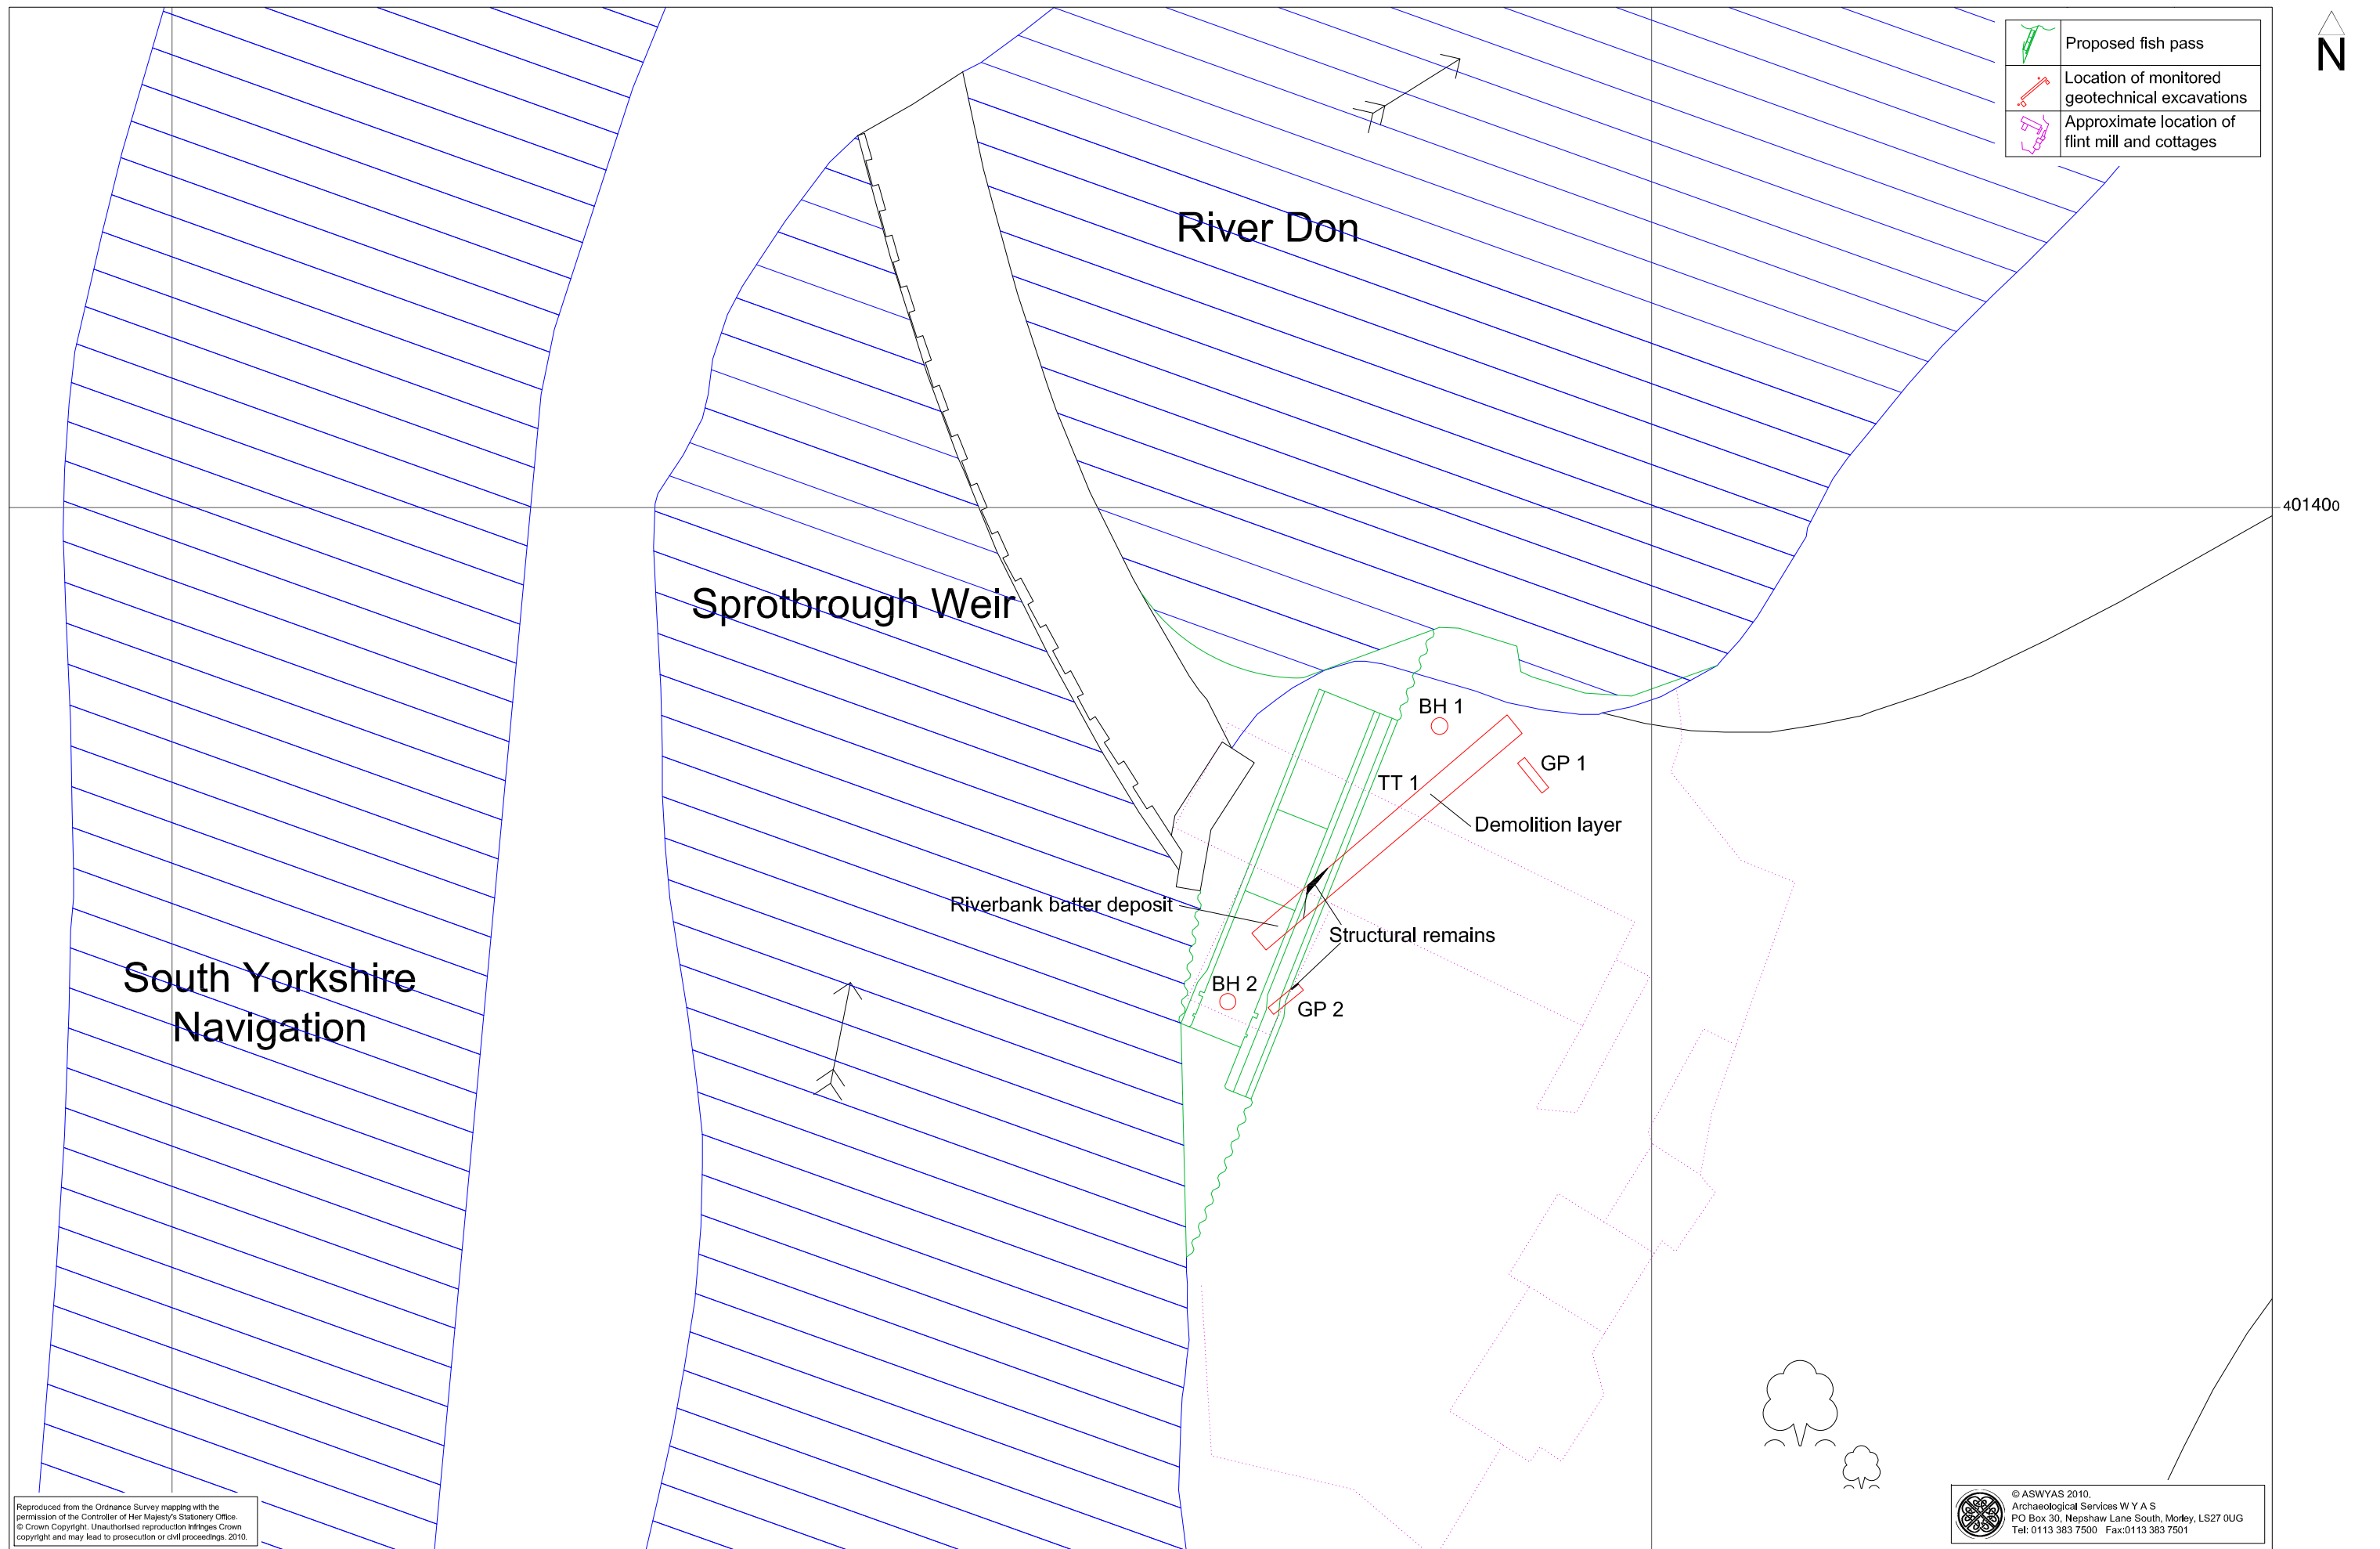 Proposed fish pass
Location of monitored
geotechnical excavations
Approximate location of
flint mill and cottages
N
River Don
401400
Sprotbrough Weir
BH 1
GP 1
TT 1
Demolition layer
Riverbank batter deposit
Structural remains
South Yorkshire
Navigation
BH 2
GP 2
Reproduced from the Ordnance Survey mapping with the
permission of the Controller of Her Majesty's Stationery Office.
© Crown Copyright. Unauthorised reproduction infringes Crown
copyright and may lead to prosecution or civil proceedings. 2010.
© ASWYAS 2010.
Archaeological Services W Y A S
PO Box 30, Nepshaw Lane South, Morley, LS27 0UG
Tel: 0113 383 7500 Fax:0113 383 7501